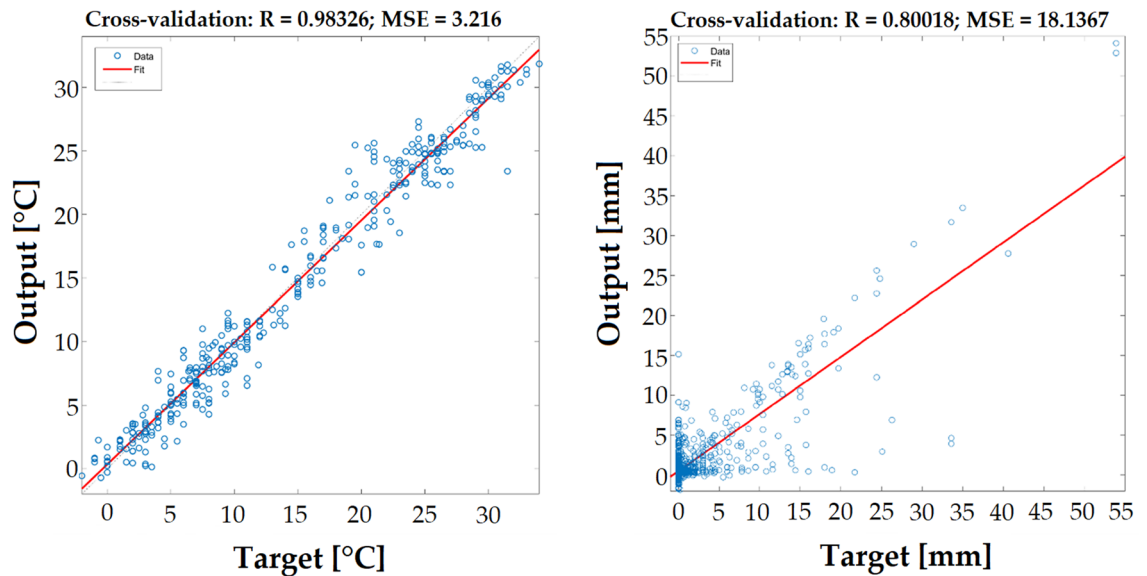 Cross-validation: R = 0.98326; MSE = 3.216
Data
Fit
30
25
20
15
10
5
0
Output [°C]
0 5 10 15 20 25 30
Target [°C]
Cross-validation: R = 0.80018; MSE = 18.1367
Data
Fit
55
50
45
40
35
30
25
20
15
10
5
0
Output [mm]
0 5 10 15 20 25 30 35 40 45 50 55
Target [mm]